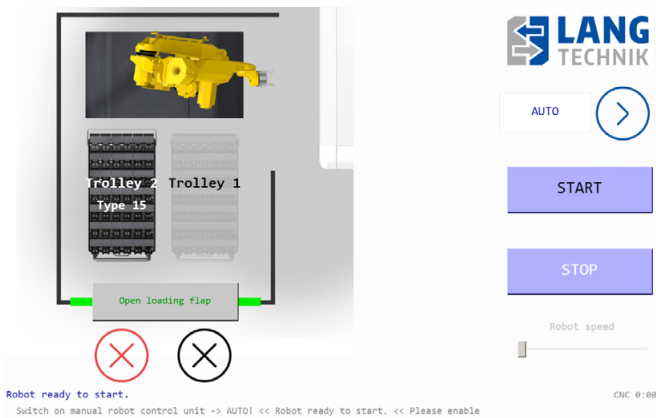 LANG
TECHNIK
AUTO
START
Trolley 2 Trolley 1
Type 15
STOP
Open loading flap
Robot speed
Robot ready to start.
CNC 0:00
Switch on manual robot control unit -> AUTO! << Robot ready to start. << Please enable